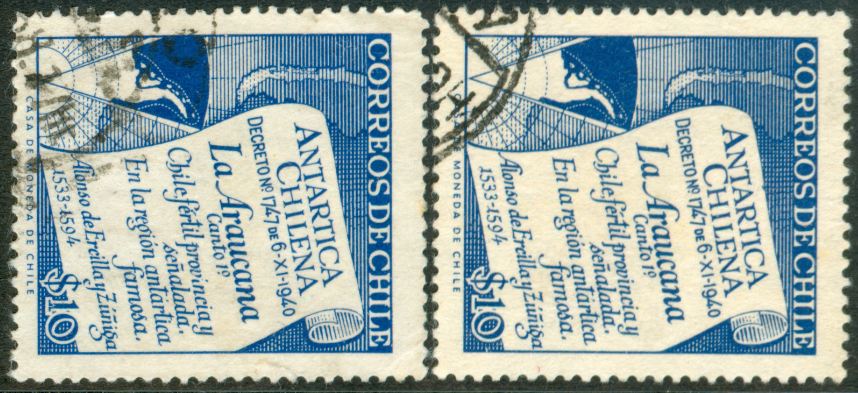 CORREOS DE CHILE
ANTARTICA
CHILENA
DECRETO Nº 1747 DE 6-XI-1940
La Araucana
Canto 1º
Chile fértil provincia y
señalada.
En la región antártica
famosa.
Alonso de Ercilla y Zúñiga
1533-1594
$10
CASA DE MONEDA DE CHILE
CORREOS DE CHILE
ANTARTICA
CHILENA
DECRETO Nº 1747 DE 6-XI-1940
La Araucana
Canto 1º
Chile fértil provincia y
señalada.
En la región antártica
famosa.
Alonso de Ercilla y Zúñiga
1533-1594
$10
MONEDA DE CHILE